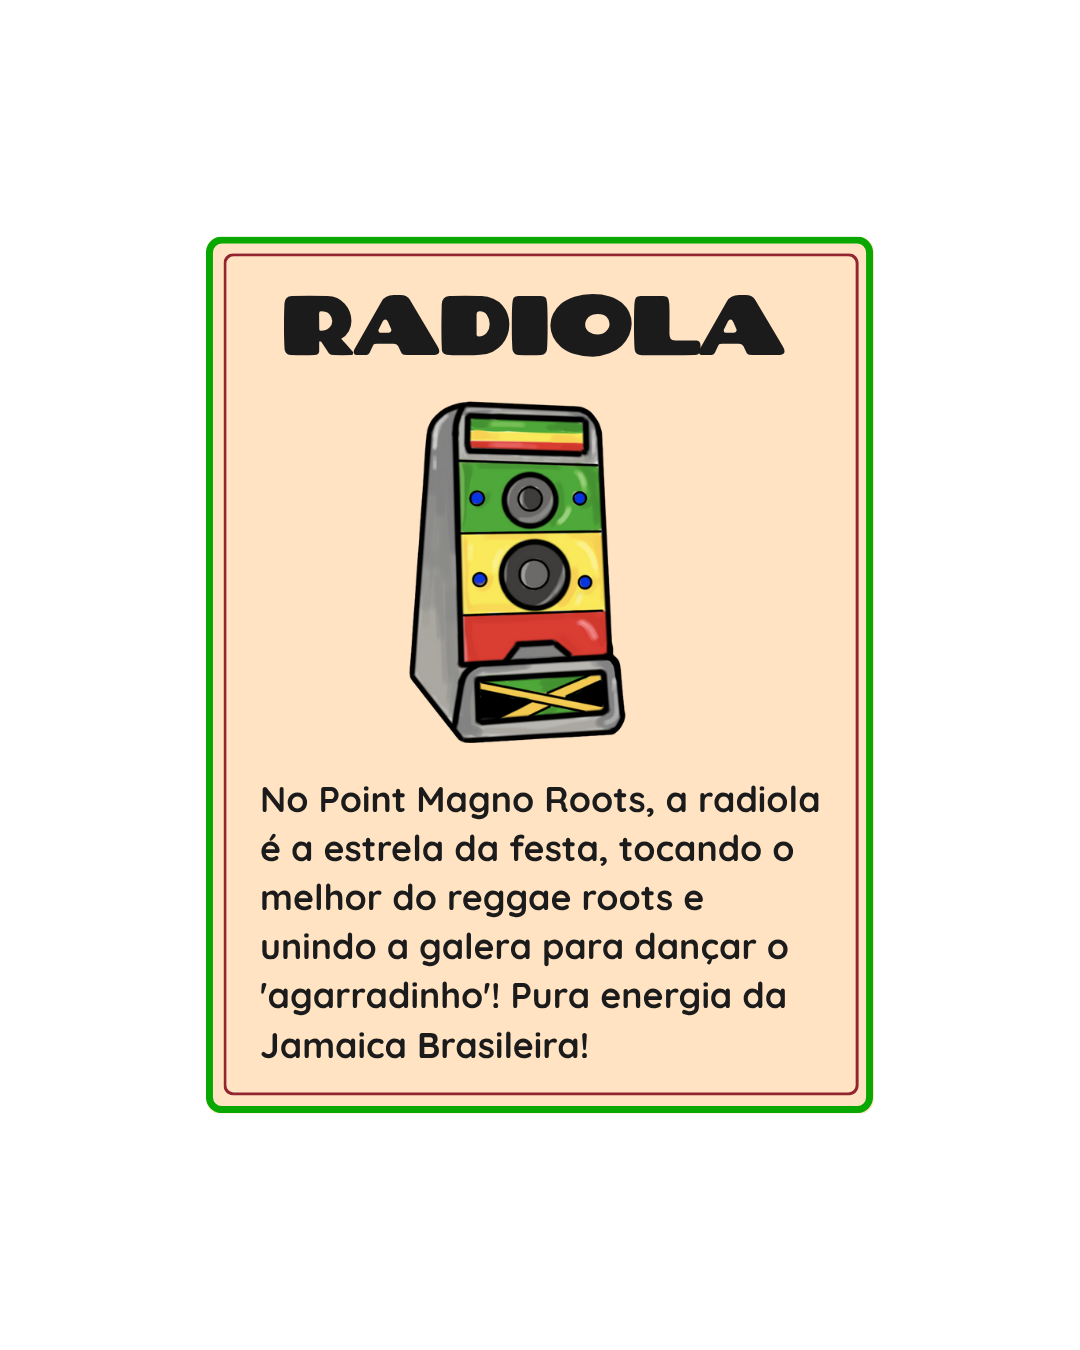 RADIOLA
No Point Magno Roots, a radiola
é a estrela da festa, tocando o
melhor do reggae roots e
unindo a galera para dançar o
'agarradinho'! Pura energia da
Jamaica Brasileira!